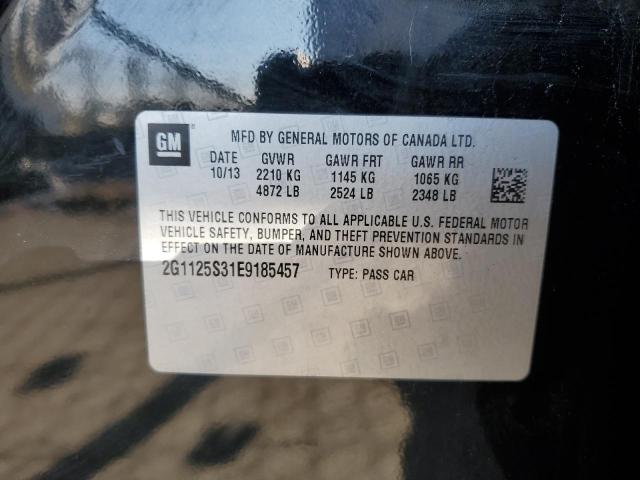 GM
MFD BY GENERAL MOTORS OF CANADA LTD.
DATE GVWR GAWR FRT GAWR RR
10/13 2210 KG 1145 KG 1065 KG
4872 LB 2524 LB 2348 LB
THIS VEHICLE CONFORMS TO ALL APPLICABLE U.S. FEDERAL MOTOR
VEHICLE SAFETY, BUMPER, AND THEFT PREVENTION STANDARDS IN
EFFECT ON THE DATE OF MANUFACTURE SHOWN ABOVE.
2G1125S31E9185457 TYPE: PASS CAR